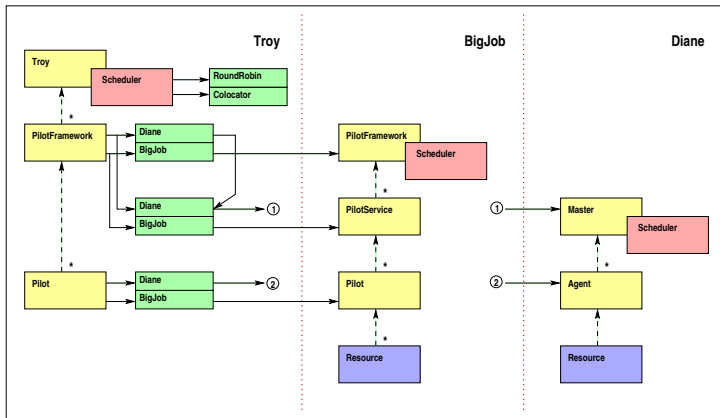 Troy
BigJob
Diane
Troy
Scheduler
RoundRobin
Colocator
*
PilotFramework
Diane
BigJob
PilotFramework
Scheduler
*
Diane
BigJob
1
PilotService
1
Master
Scheduler
*
*
*
Pilot
Diane
BigJob
2
Pilot
2
Agent
*
Resource
Resource